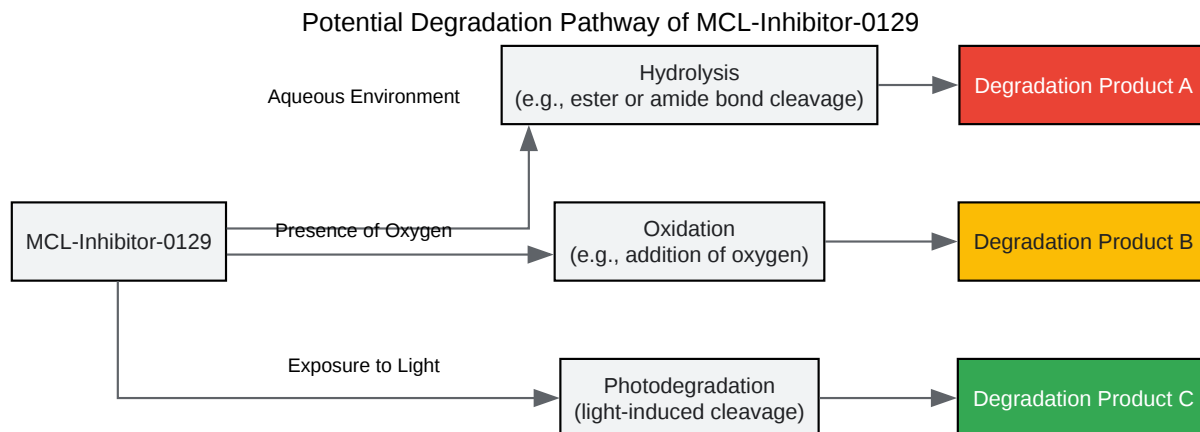 Potential Degradation Pathway of MCL-Inhibitor-0129
Aqueous Environment
Hydrolysis
(e.g., ester or amide bond cleavage)
Degradation Product A
MCL-Inhibitor-0129
Presence of Oxygen
Oxidation
(e.g., addition of oxygen)
Degradation Product B
Exposure to Light
Photodegradation
(light-induced cleavage)
Degradation Product C